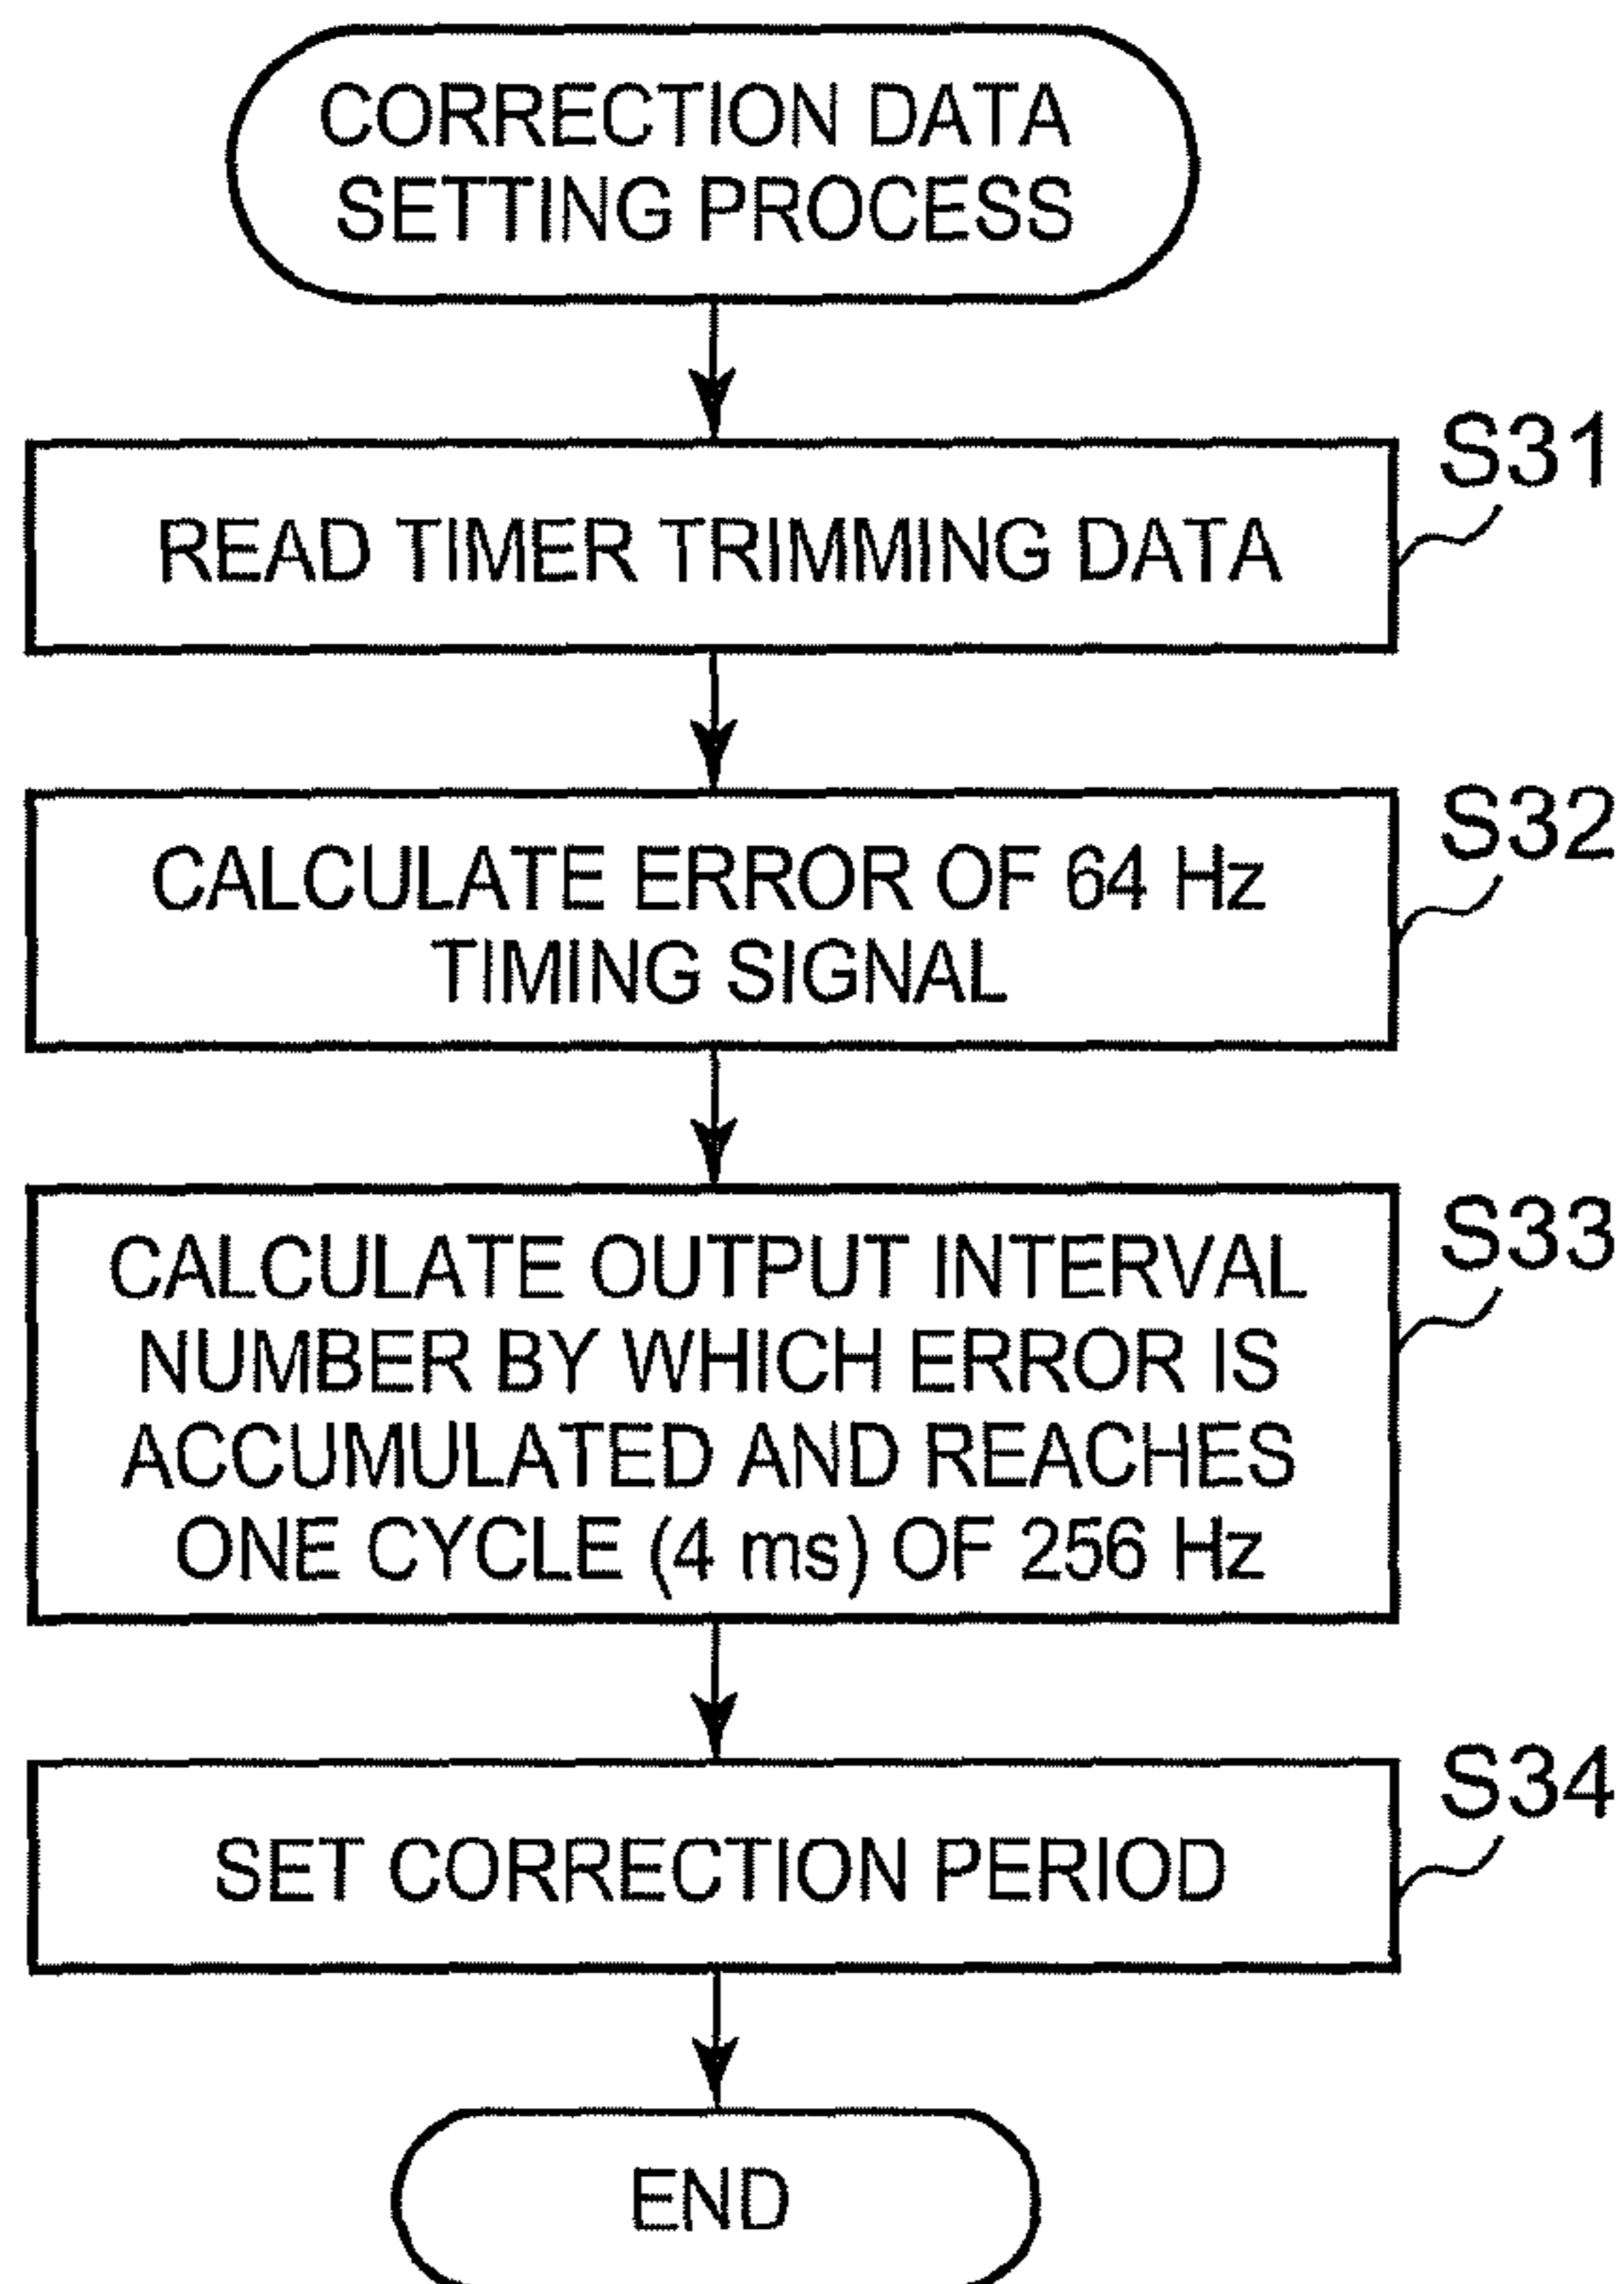 CORRECTION DATA
SETTING PROCESS
S31
READ TIMER TRIMMING DATA
S32
CALCULATE ERROR OF 64 Hz
TIMING SIGNAL
S33
CALCULATE OUTPUT INTERVAL
NUMBER BY WHICH ERROR IS
ACCUMULATED AND REACHES
ONE CYCLE (4 ms) OF 256 Hz
S34
SET CORRECTION PERIOD
END